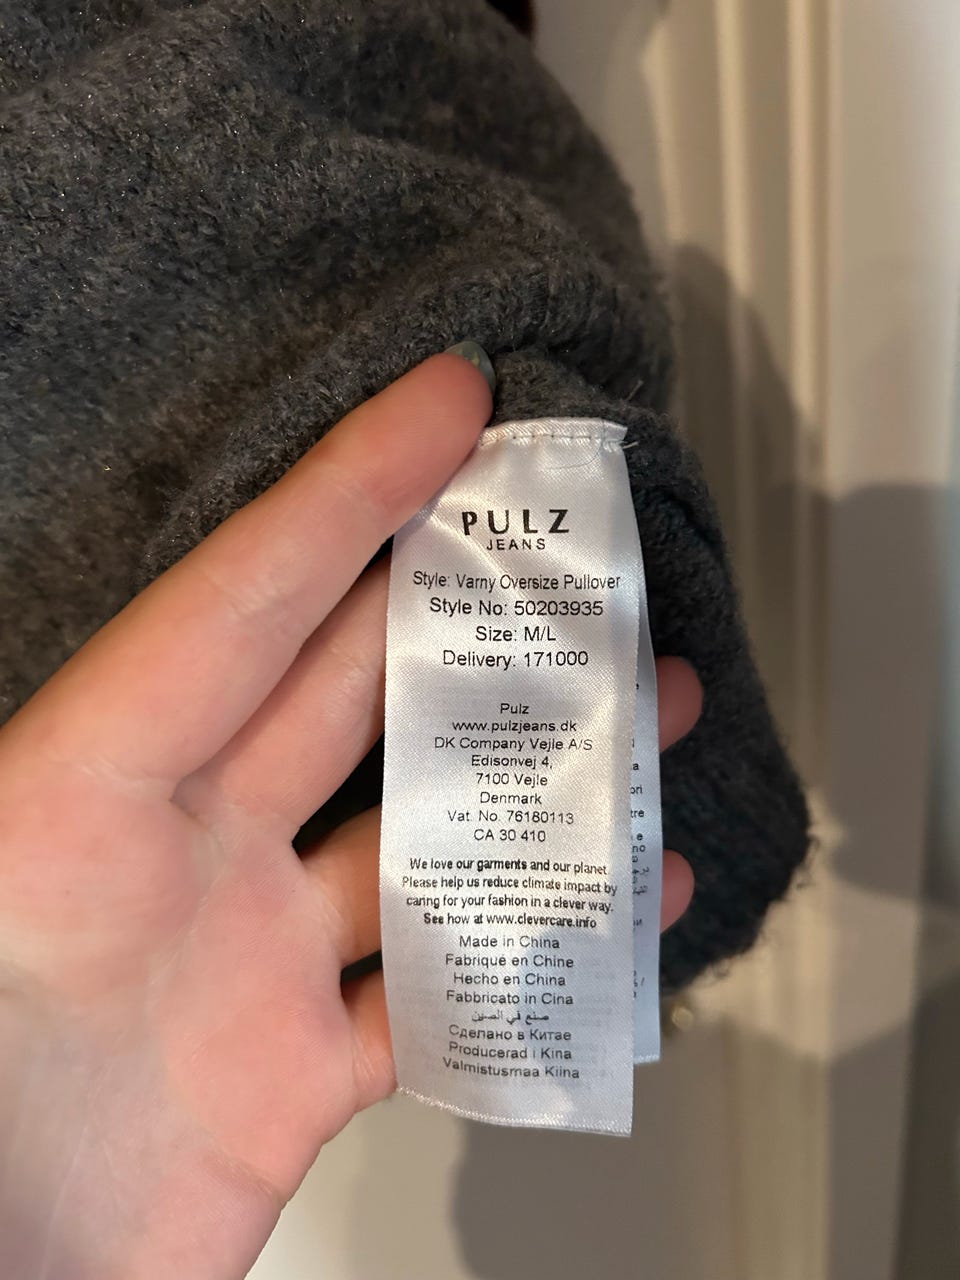 PULZ
JEANS
Style: Varny Oversize Pullover
Style No: 50203935
Size: M/L
Delivery: 171000
Pulz
www.pulzjeans.dk
DK Company Vejle A/S
Edisonvej 4,
7100 Vejle
Denmark
Vat. No. 76180113
CA 30 410
We love our garments and our planet
Please help us reduce climate impact by
caring for your fashion in a clever way.
See how at www.clevercare.info
Made in China
Fabriqué en Chine
Hecho en China
Fabbricato in Cina
صنع في الصين
Сделано в Китае
Producerad i Kina
Valmistusmaa Kiina